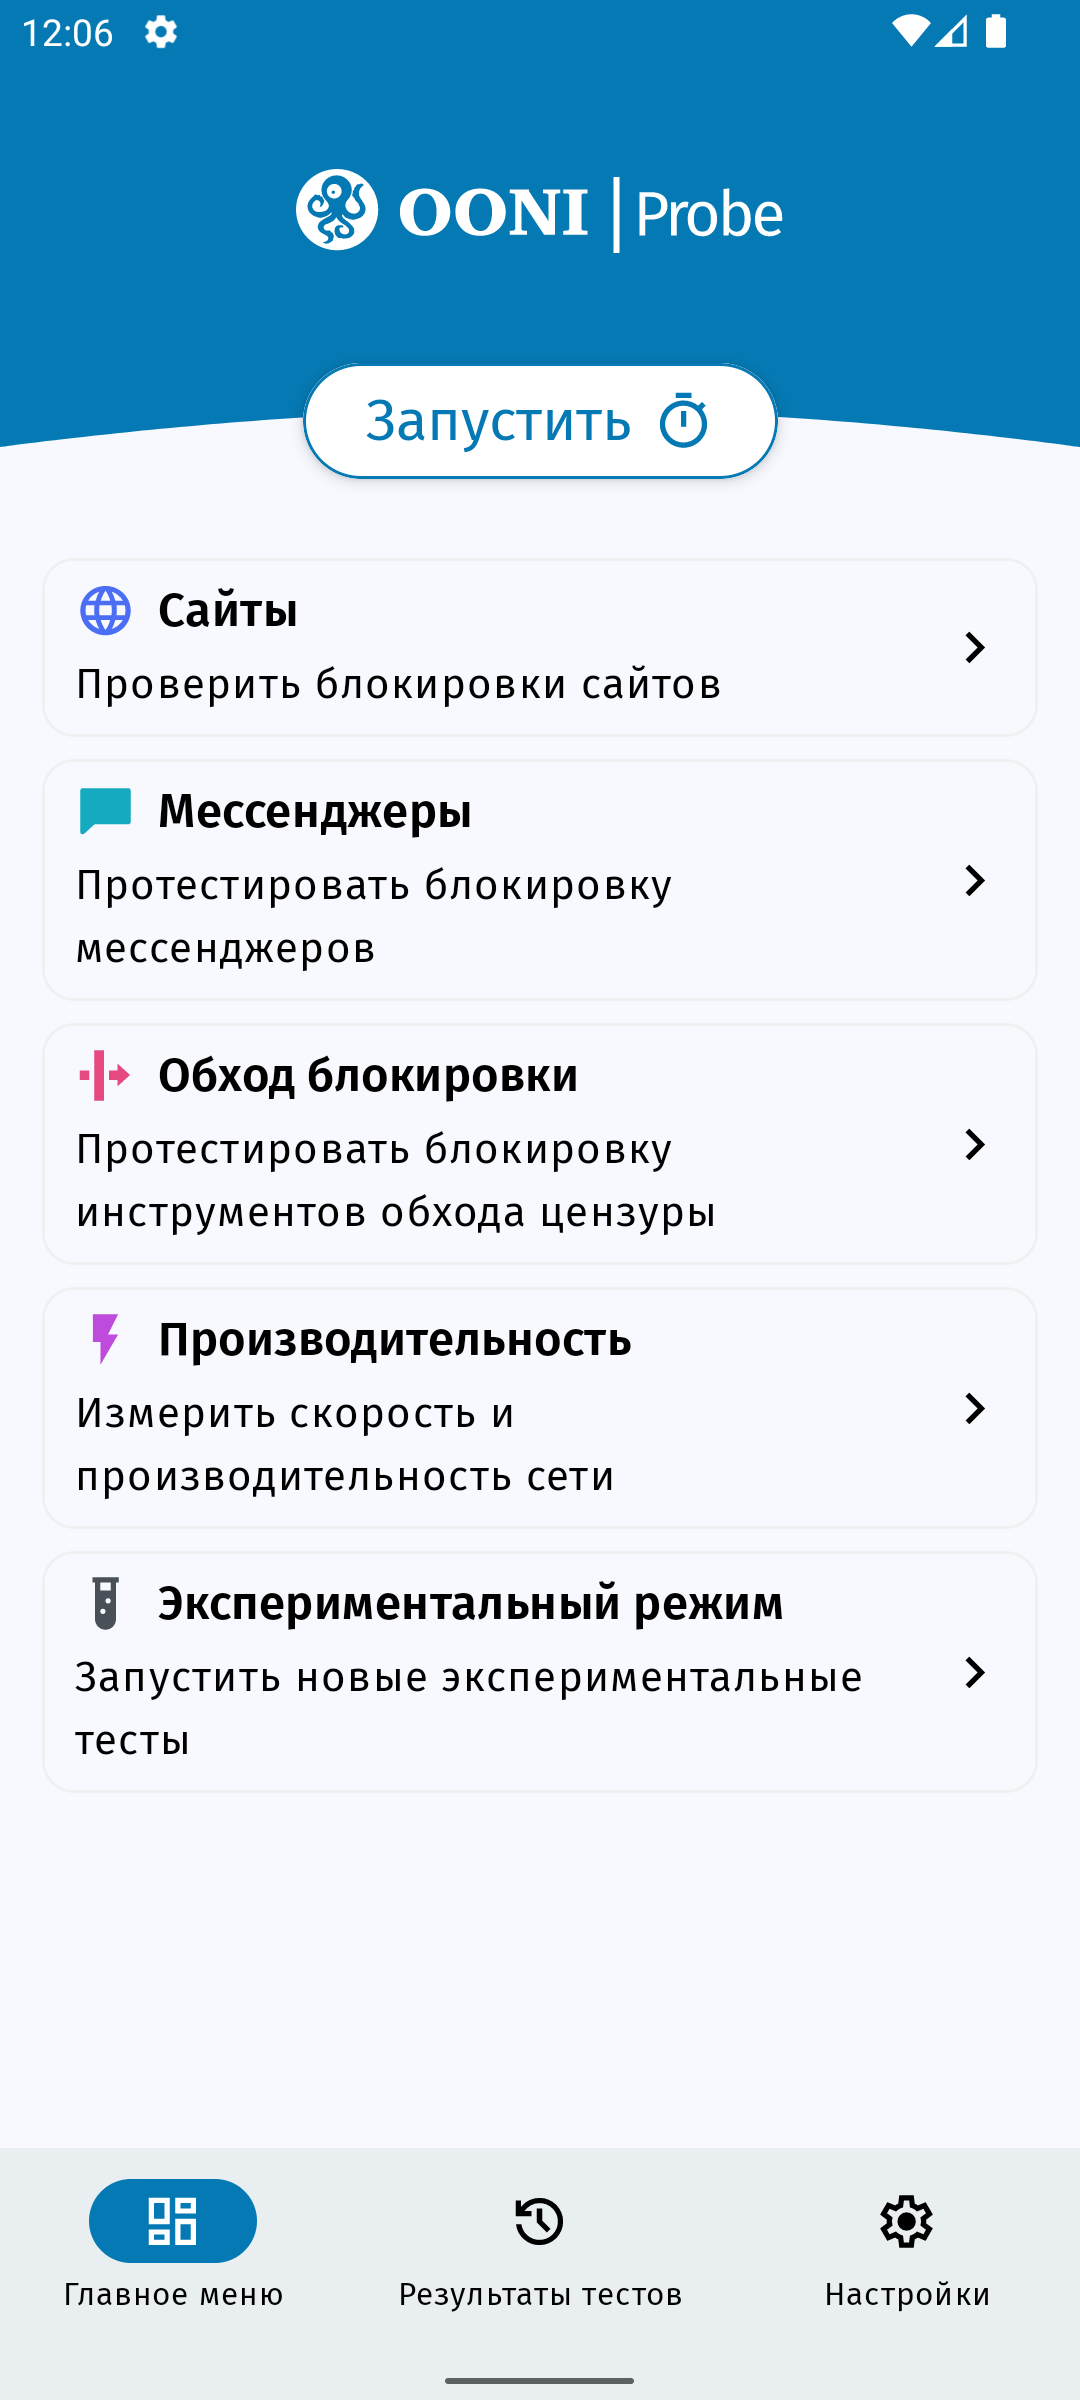 12:06
OONI | Probe
Запустить
Сайты
Проверить блокировки сайтов
Мессенджеры
Протестировать блокировку
мессенджеров
Обход блокировки
Протестировать блокировку
инструментов обхода цензуры
Производительность
Измерить скорость и
производительность сети
Экспериментальный режим
Запустить новые экспериментальные
тесты
Главное меню
Результаты тестов
Настройки